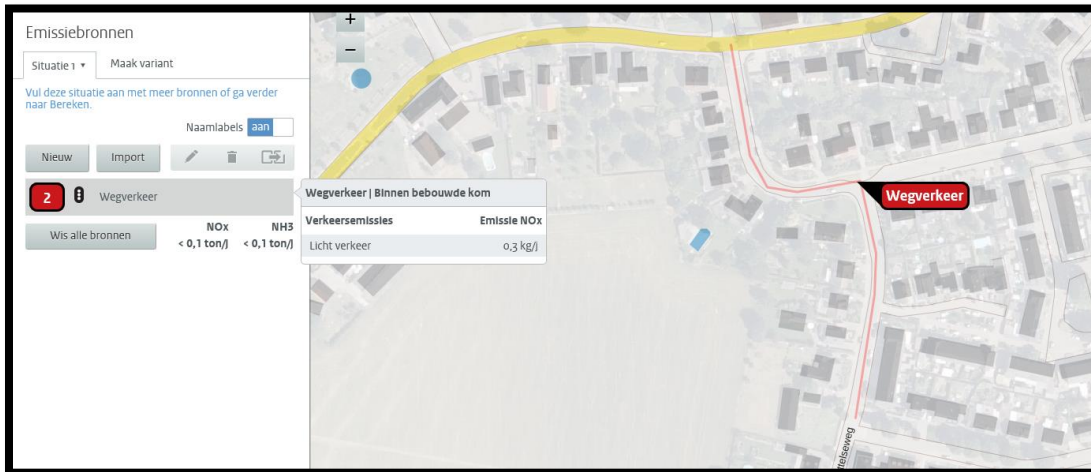 Emissiebronnen
Situatie 1 ▾ Maak variant
Vul deze situatie aan met meer bronnen of ga verder
naar Bereken.
Naamlabels aan
Nieuw Import
2 Wegverkeer
Wis alle bronnen
NOx NH3
< 0,1 ton/j < 0,1 ton/j
Wegverkeer | Binnen bebouwde kom
Verkeersemissies Emissie NOx
Licht verkeer 0,3 kg/j
+
−
Wegverkeer
ttelseweg